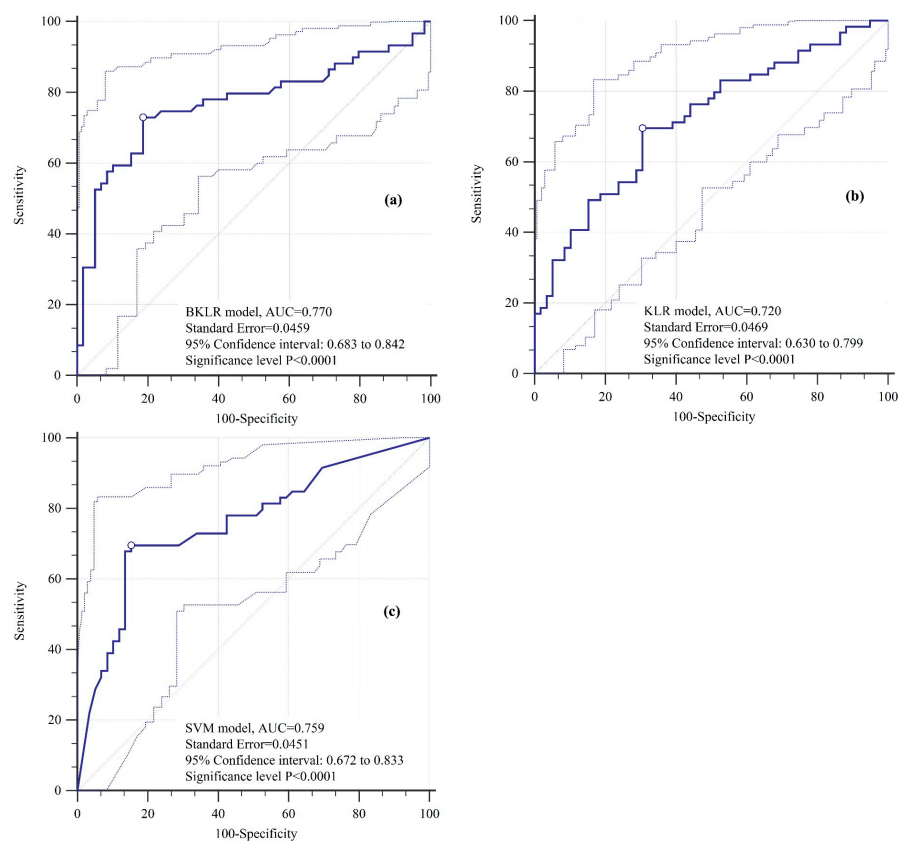 100
80
60
40
20
0
Sensitivity
(a)
BKLR model, AUC=0.770
Standard Error=0.0459
95% Confidence interval: 0.683 to 0.842
Significance level P<0.0001
0 20 40 60 80 100
100-Specificity
100
80
60
40
20
0
Sensitivity
(b)
KLR model, AUC=0.720
Standard Error=0.0469
95% Confidence interval: 0.630 to 0.799
Significance level P<0.0001
0 20 40 60 80 100
100-Specificity
100
80
60
40
20
0
Sensitivity
(c)
SVM model, AUC=0.759
Standard Error=0.0451
95% Confidence interval: 0.672 to 0.833
Significance level P<0.0001
0 20 40 60 80 100
100-Specificity